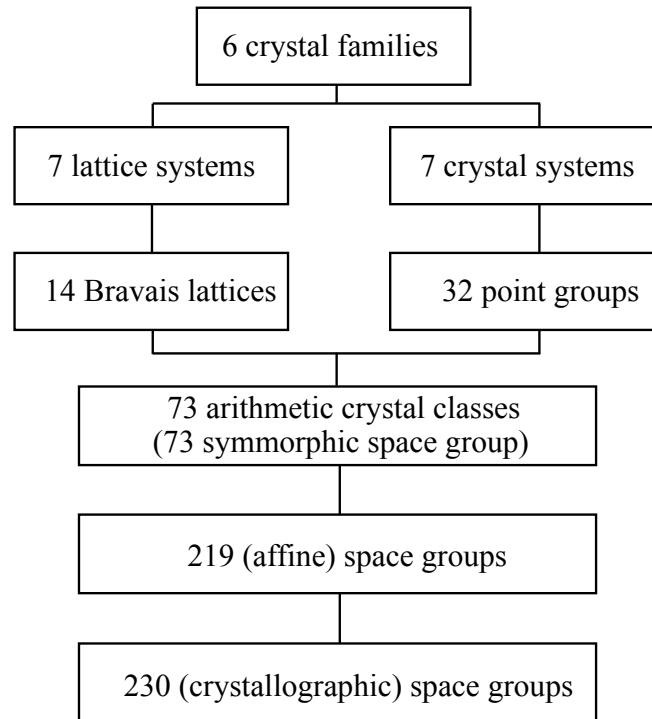 6 crystal families
7 lattice systems
7 crystal systems
14 Bravais lattices
32 point groups
73 arithmetic crystal classes
(73 symmorphic space group)
219 (affine) space groups
230 (crystallographic) space groups